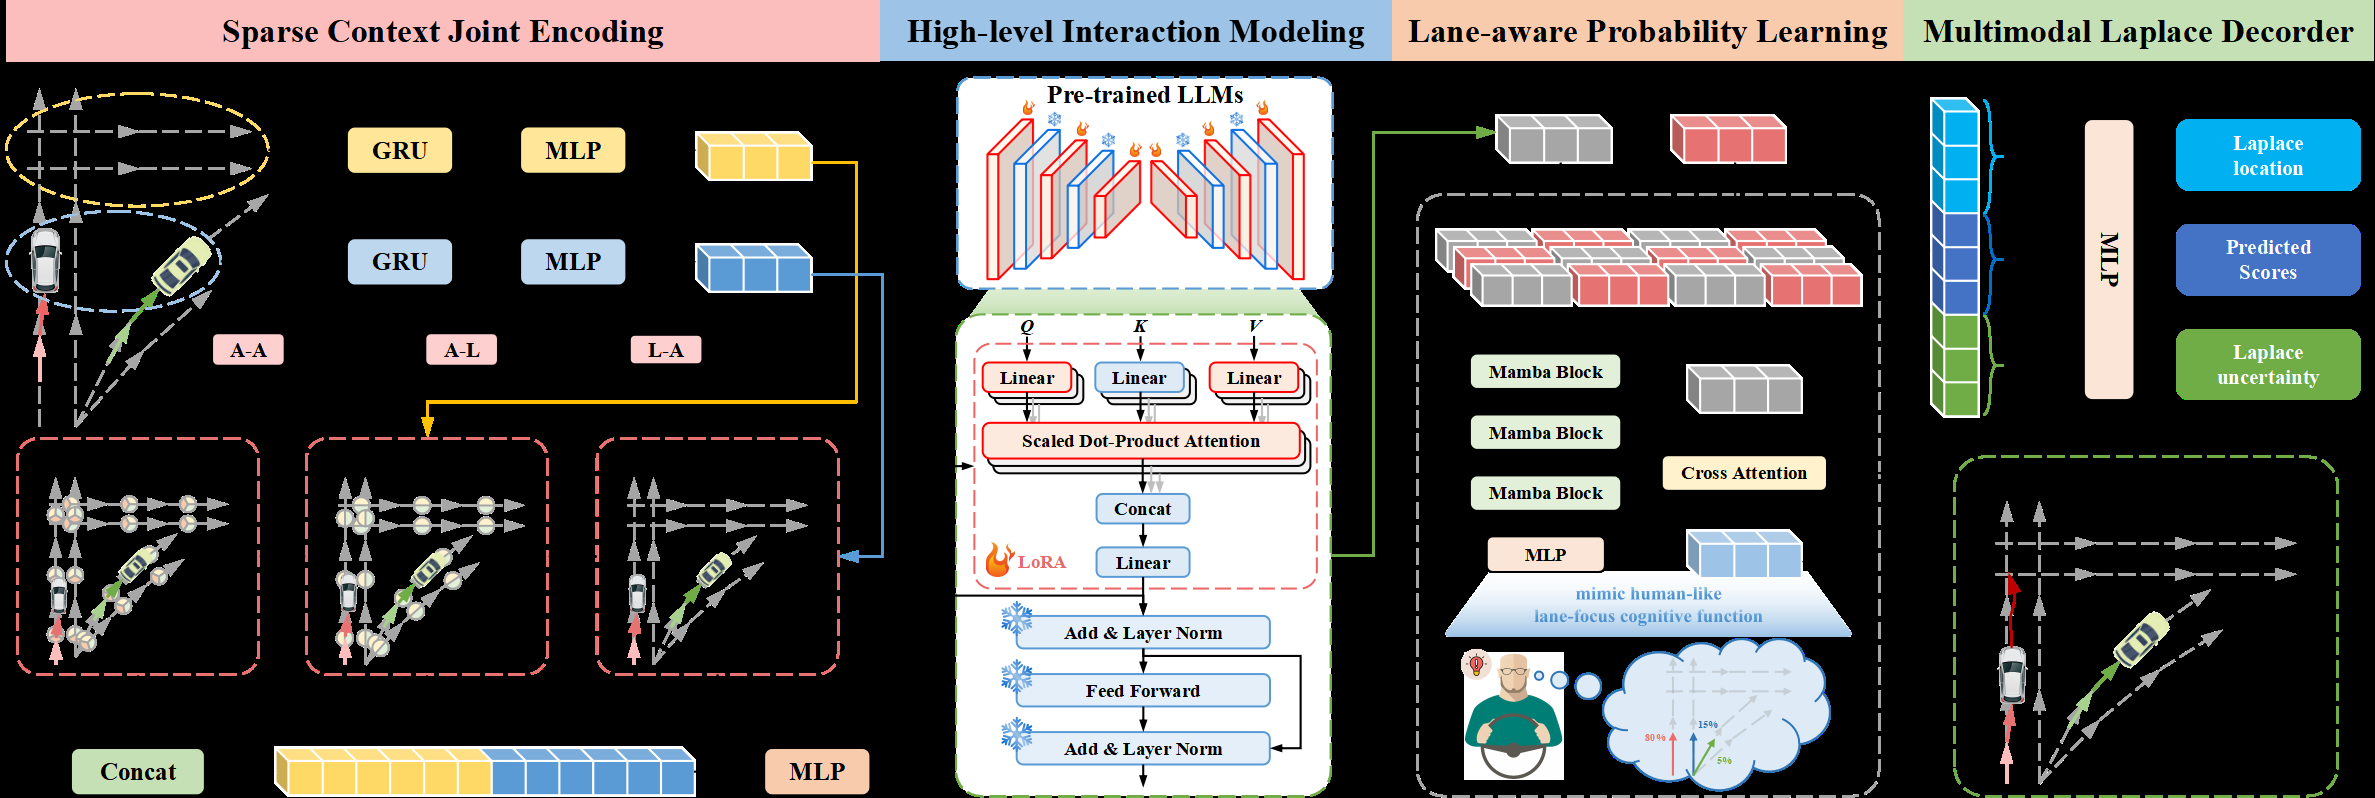 Sparse Context Joint Encoding
High-level Interaction Modeling
Lane-aware Probability Learning
Multimodal Laplace Decorder
GRU
MLP
GRU
MLP
A-A
A-L
L-A
Concat
MLP
Pre-trained LLMs
Q
K
V
Linear
Linear
Linear
Scaled Dot-Product Attention
Concat
LoRA
Linear
Add & Layer Norm
Feed Forward
Add & Layer Norm
Mamba Block
Mamba Block
Mamba Block
Cross Attention
MLP
mimic human-like
lane-focus cognitive function
15%
80%
5%
MLP
Laplace
location
Predicted
Scores
Laplace
uncertainty